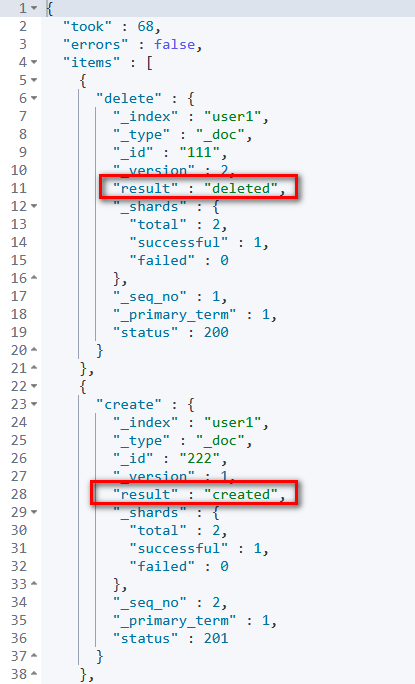 1 {
2 "took" : 68,
3 "errors" : false,
4 "items" : [
5 {
6 "delete" : {
7 "_index" : "user1",
8 "_type" : "_doc",
9 "_id" : "111",
10 "_version" : 2,
11 "result" : "deleted",
12 "_shards" : {
13 "total" : 2,
14 "successful" : 1,
15 "failed" : 0
16 },
17 "_seq_no" : 1,
18 "_primary_term" : 1,
19 "status" : 200
20 }
21 },
22 {
23 "create" : {
24 "_index" : "user1",
25 "_type" : "_doc",
26 "_id" : "222",
27 "_version" : 1,
28 "result" : "created",
29 "_shards" : {
30 "total" : 2,
31 "successful" : 1,
32 "failed" : 0
33 },
34 "_seq_no" : 2,
35 "_primary_term" : 1,
36 "status" : 201
37 }
38 },